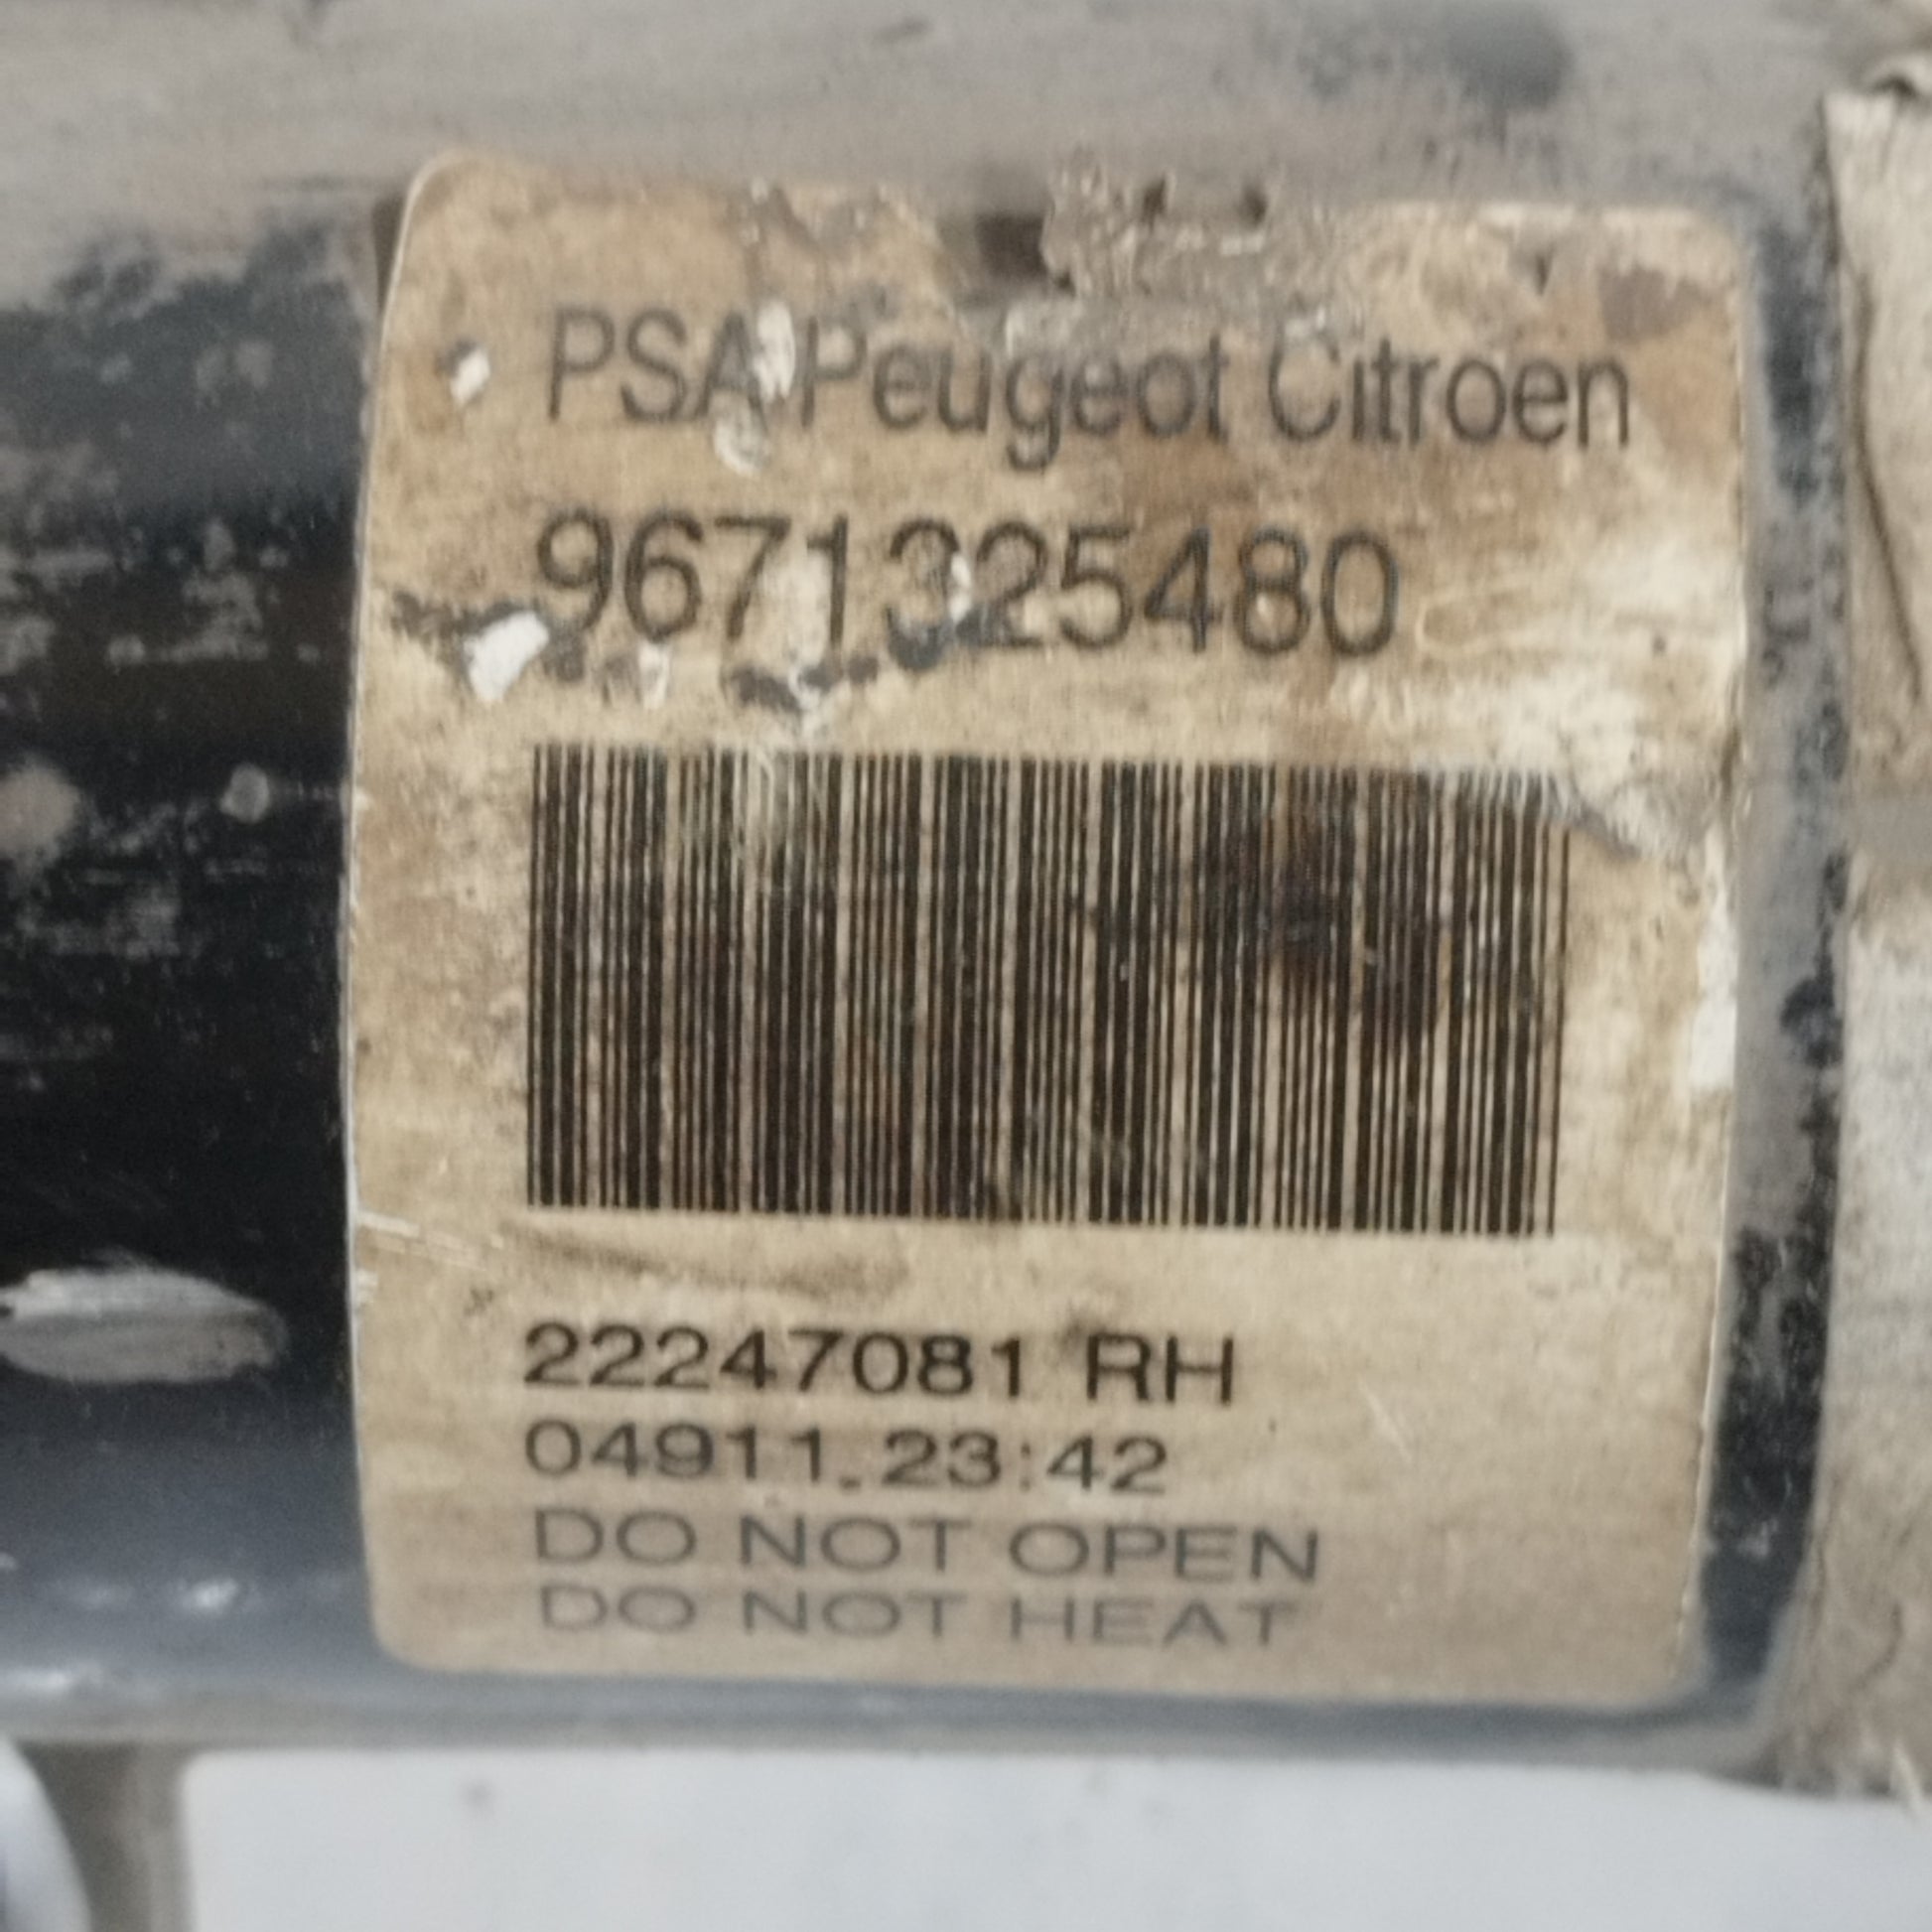 PSA Peugeot Citroen
9671325480
22247081 RH
04911.23:42
DO NOT OPEN
DO NOT HEAT